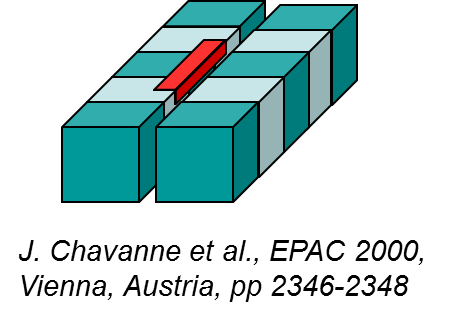 J. Chavanne et al., EPAC 2000,
Vienna, Austria, pp 2346-2348